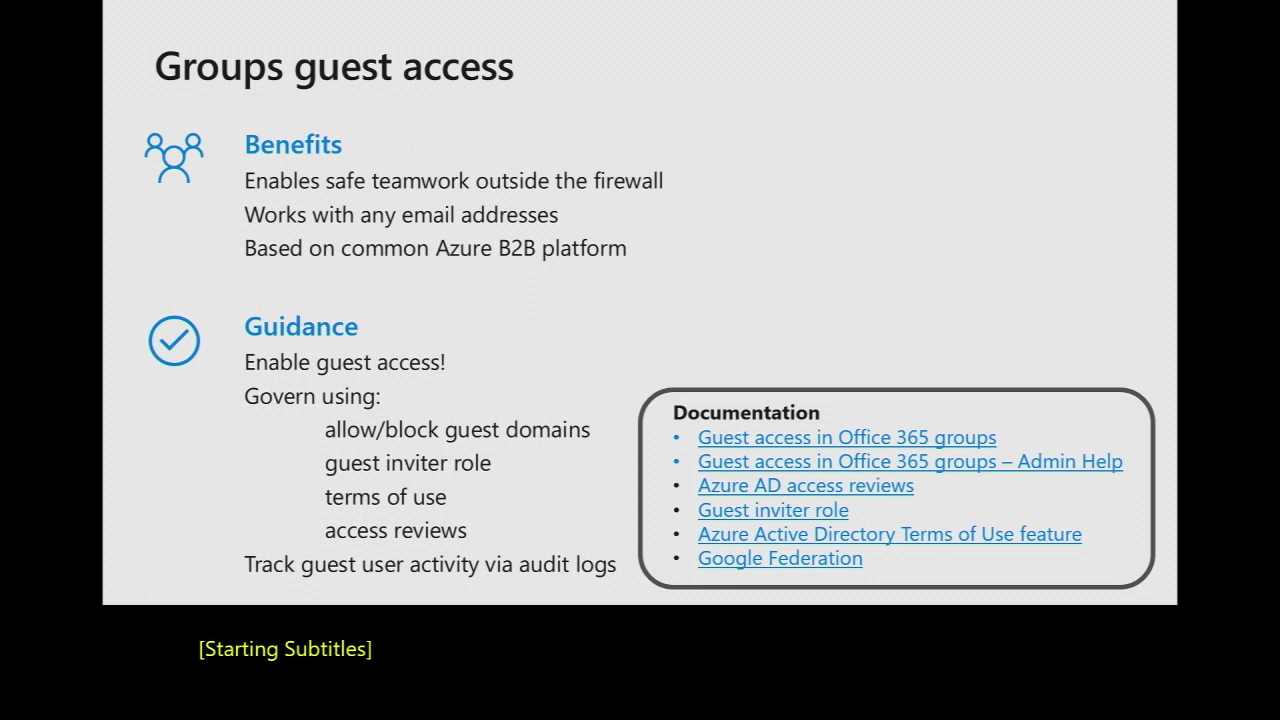 Groups guest access
Benefits
Enables safe teamwork outside the firewall
Works with any email addresses
Based on common Azure B2B platform
Guidance
Enable guest access!
Govern using:
allow/block guest domains
guest inviter role
terms of use
access reviews
Track guest user activity via audit logs
Documentation
• Guest access in Office 365 groups
• Guest access in Office 365 groups – Admin Help
• Azure AD access reviews
• Guest inviter role
• Azure Active Directory Terms of Use feature
• Google Federation
[Starting Subtitles]